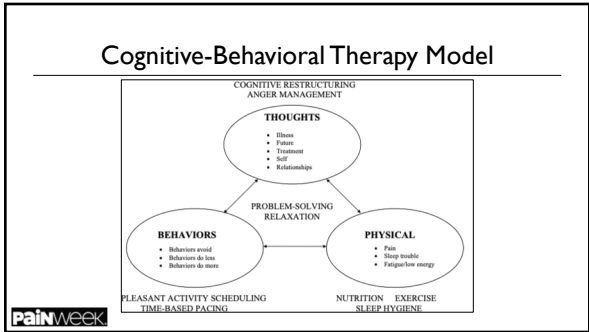 Cognitive-Behavioral Therapy Model
COGNITIVE RESTRUCTURING
ANGER MANAGEMENT
THOUGHTS
• Illness
• Future
• Treatment
• Self
• Relationships
PROBLEM-SOLVING
RELAXATION
BEHAVIORS
• Behaviors avoid
• Behaviors do less
• Behaviors do more
PHYSICAL
• Pain
• Sleep trouble
• Fatigue/low energy
PLEASANT ACTIVITY SCHEDULING
TIME-BASED PACING
NUTRITION EXERCISE
SLEEP HYGIENE
PaiNWEEK.